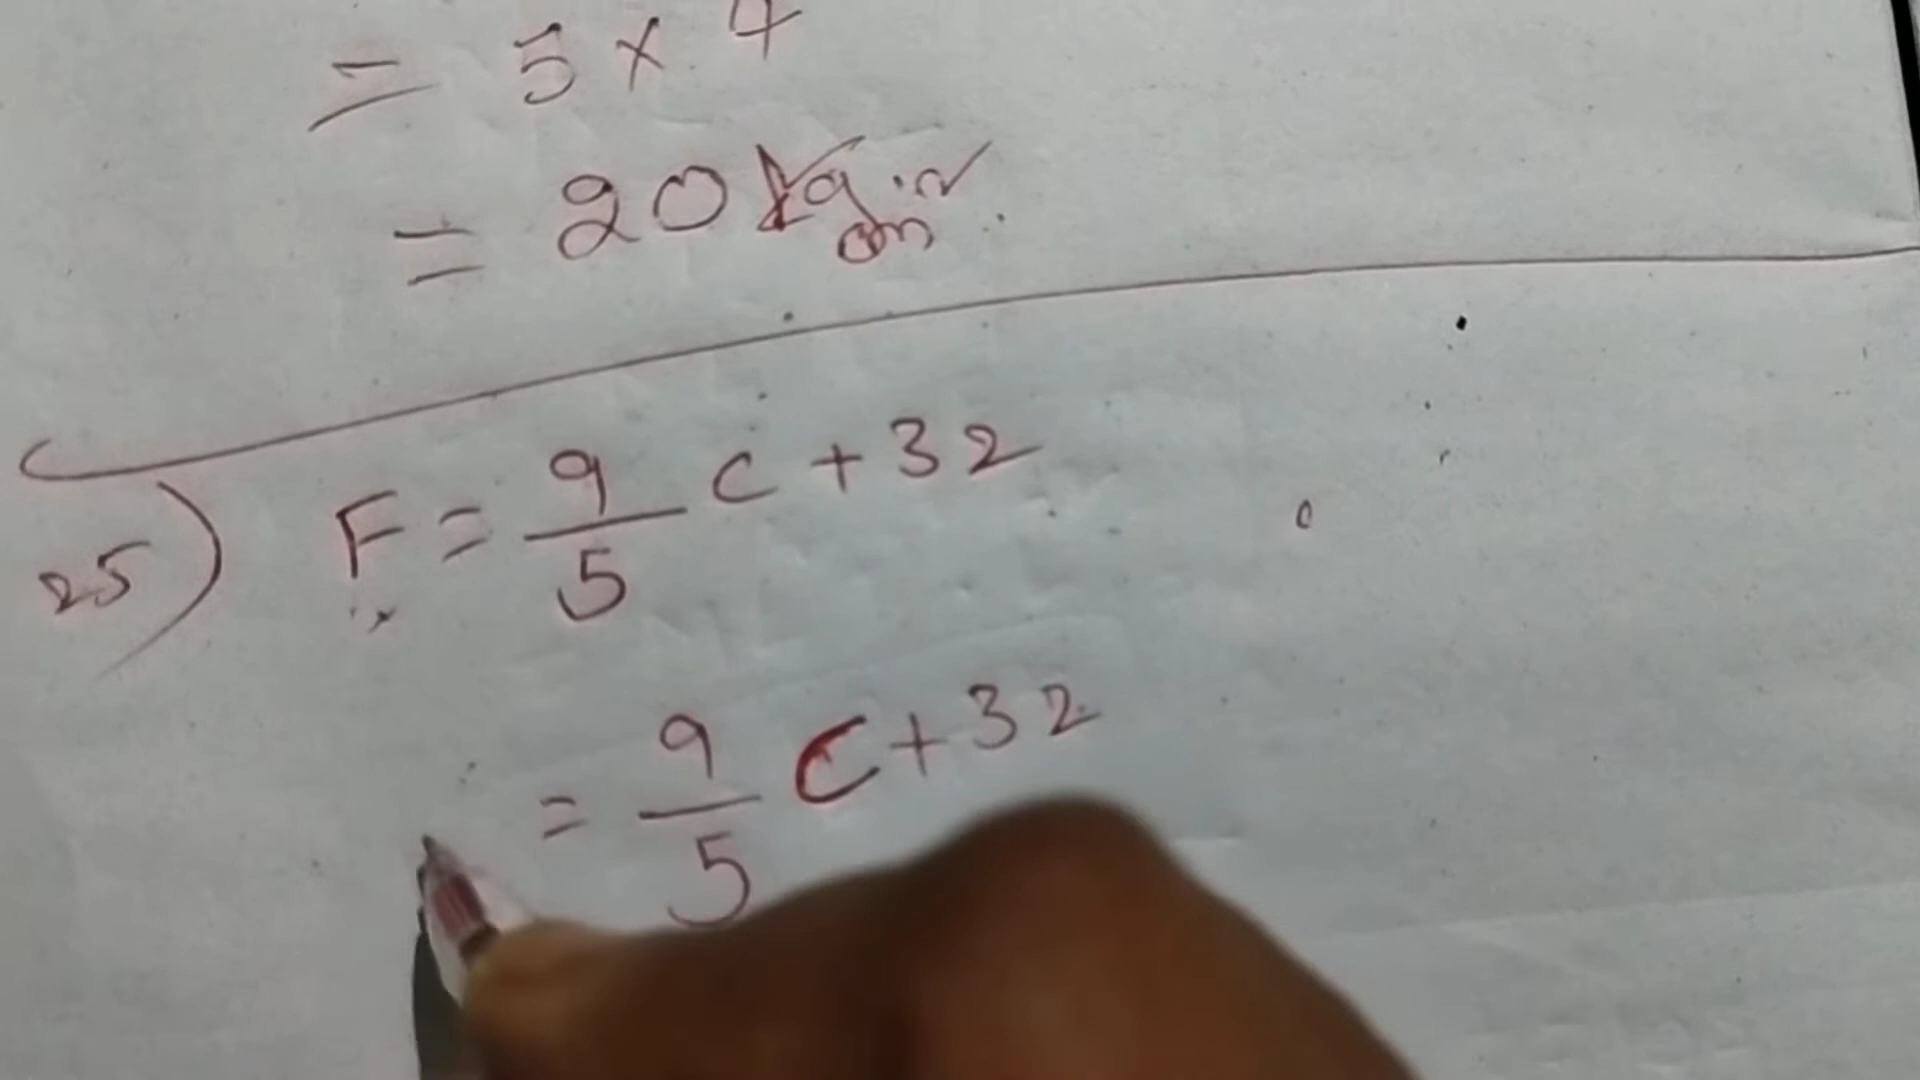 = 5 × 4
= 20
25) F = 9/5 C + 32
= 9/5 C + 32